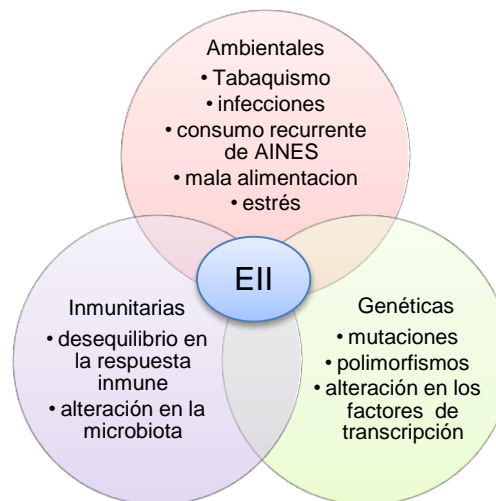 Ambientales
• Tabaquismo
• infecciones
• consumo recurrente
de AINES
• mala alimentacion
• estrés
EII
Inmunitarias
• desequilibrio en
la respuesta
inmune
• alteración en la
microbiota
Genéticas
• mutaciones
• polimorfismos
• alteración en los
factores de
transcripción